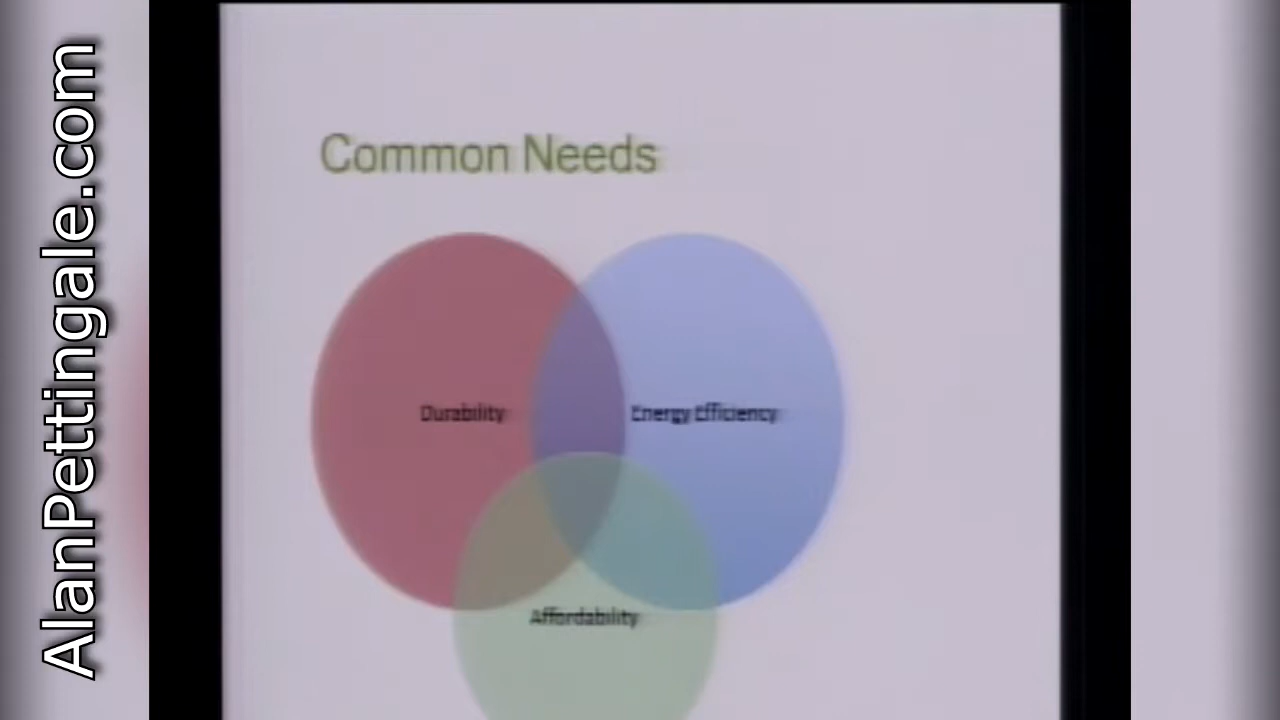 AlanPettingale.com
Common Needs
Durability
Energy Efficiency
Affordability